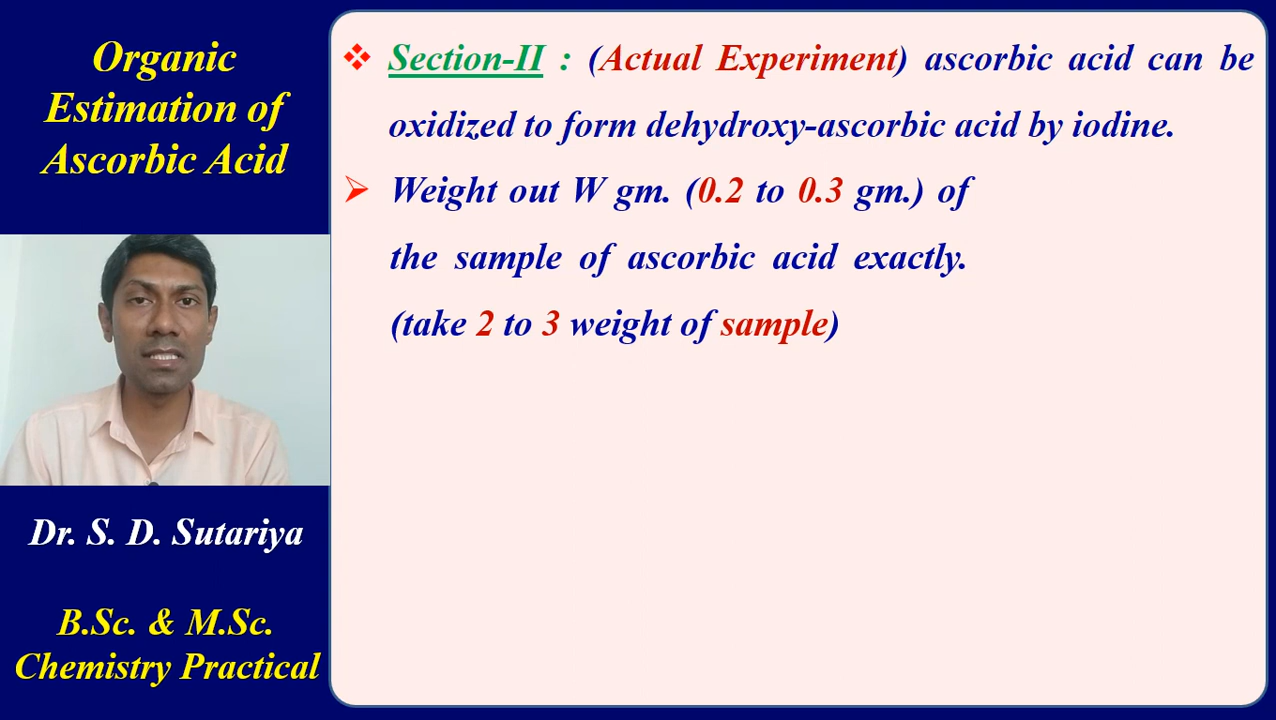 Organic
Estimation of
Ascorbic Acid
Dr. S. D. Sutariya
B.Sc. & M.Sc.
Chemistry Practical
❖ Section-II : (Actual Experiment) ascorbic acid can be
oxidized to form dehydroxy-ascorbic acid by iodine.
➢ Weight out W gm. (0.2 to 0.3 gm.) of
the sample of ascorbic acid exactly.
(take 2 to 3 weight of sample)